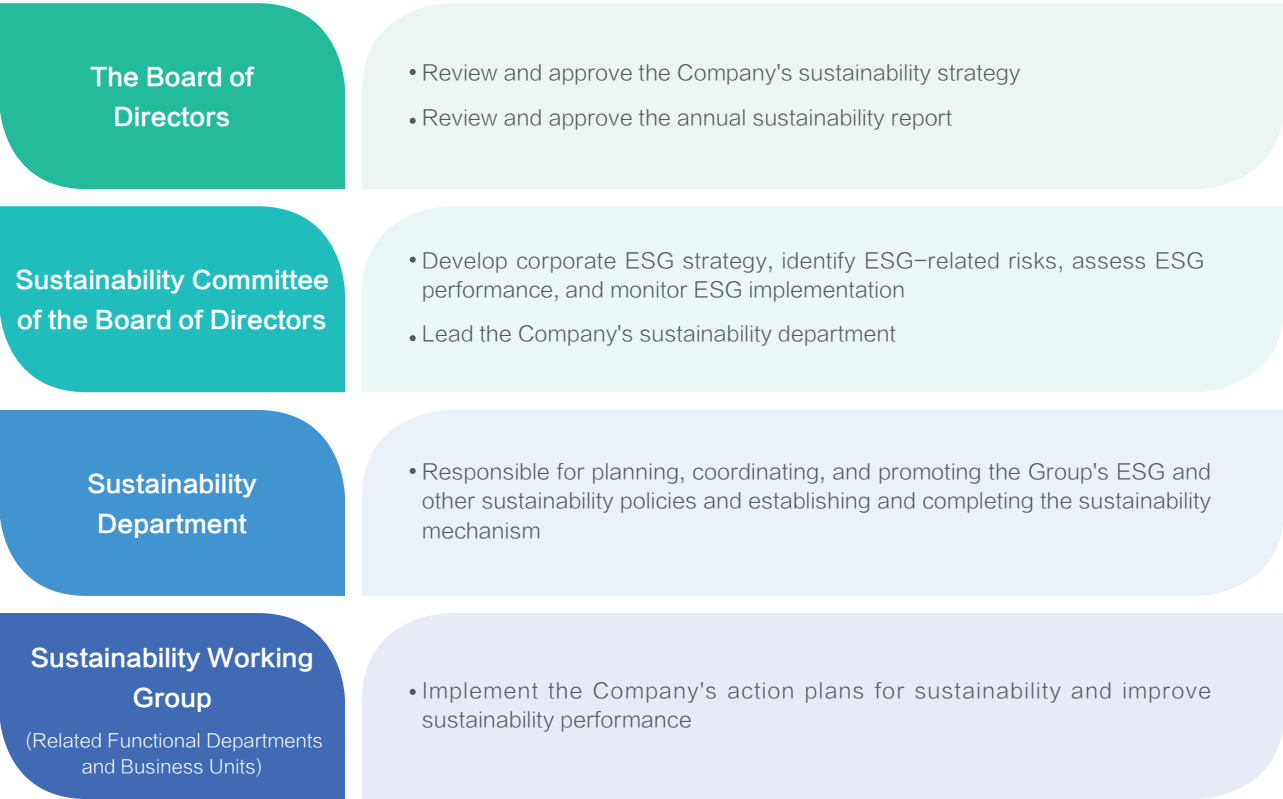 The Board of
Directors
• Review and approve the Company's sustainability strategy
• Review and approve the annual sustainability report
Sustainability Committee
of the Board of Directors
• Develop corporate ESG strategy, identify ESG-related risks, assess ESG
performance, and monitor ESG implementation
• Lead the Company's sustainability department
Sustainability
Department
• Responsible for planning, coordinating, and promoting the Group's ESG and
other sustainability policies and establishing and completing the sustainability
mechanism
Sustainability Working
Group
(Related Functional Departments
and Business Units)
• Implement the Company's action plans for sustainability and improve
sustainability performance